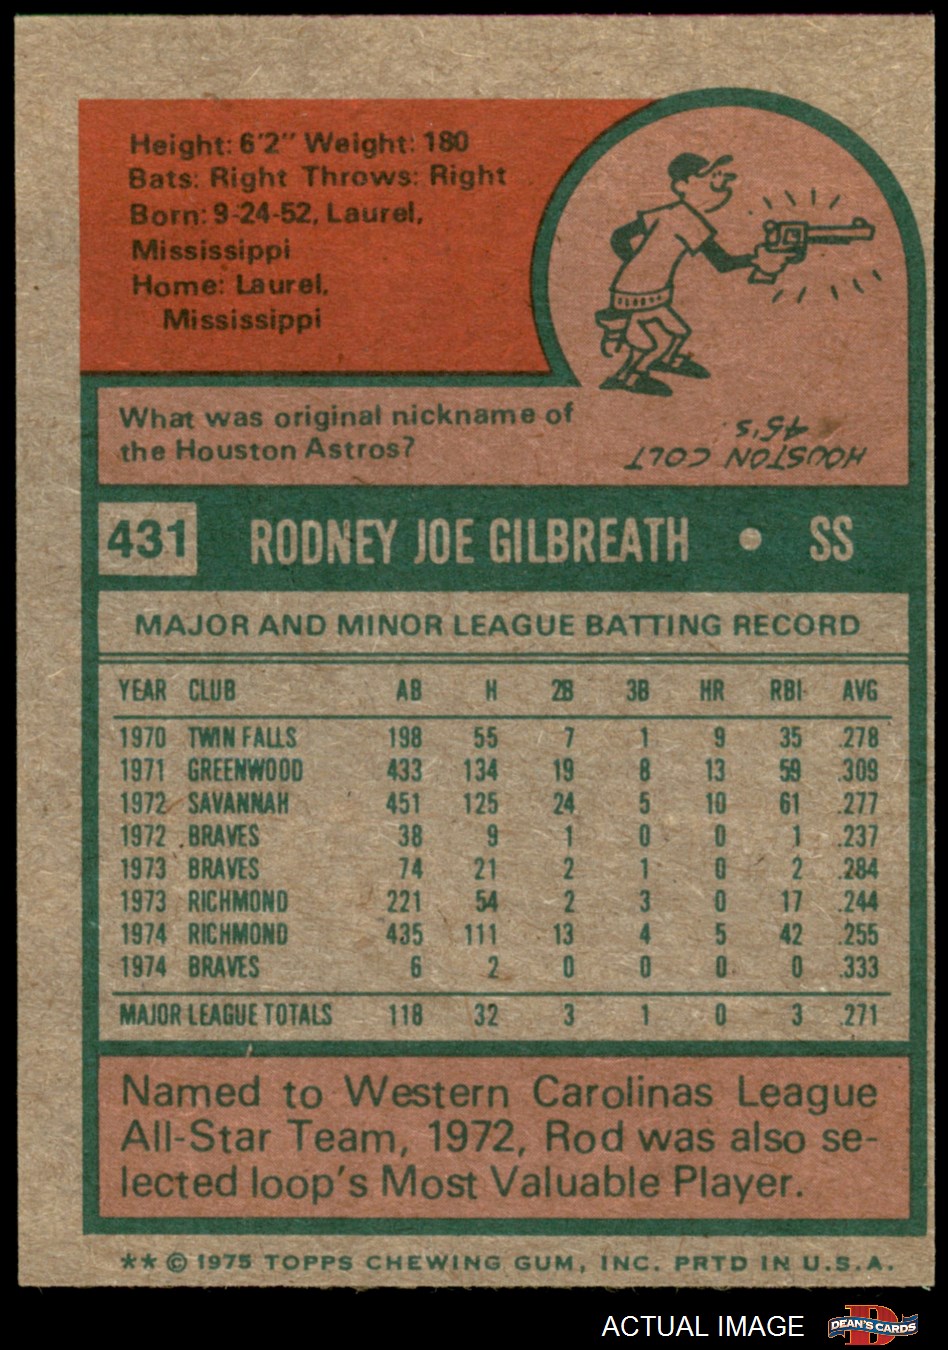 Height: 6'2" Weight: 180
Bats: Right Throws: Right
Born: 9-24-52, Laurel,
Mississippi
Home: Laurel,
Mississippi
What was original nickname of
the Houston Astros?
HOUSTON COLT
45's
431 RODNEY JOE GILBREATH • SS
MAJOR AND MINOR LEAGUE BATTING RECORD
YEAR CLUB AB H 2B 3B HR RBI AVG
1970 TWIN FALLS 198 55 7 1 9 35 .278
1971 GREENWOOD 433 134 19 8 13 59 .309
1972 SAVANNAH 451 125 24 5 10 61 .277
1972 BRAVES 38 9 1 0 0 1 .237
1973 BRAVES 74 21 2 1 0 2 .284
1973 RICHMOND 221 54 2 3 0 17 .244
1974 RICHMOND 435 111 13 4 5 42 .255
1974 BRAVES 6 2 0 0 0 0 .333
MAJOR LEAGUE TOTALS 118 32 3 1 0 3 .271
Named to Western Carolinas League
All-Star Team, 1972, Rod was also se-
lected loop's Most Valuable Player.
** © 1975 TOPPS CHEWING GUM, INC. PRTD IN U.S.A.
ACTUAL IMAGE
D
DEAN'S CARDS